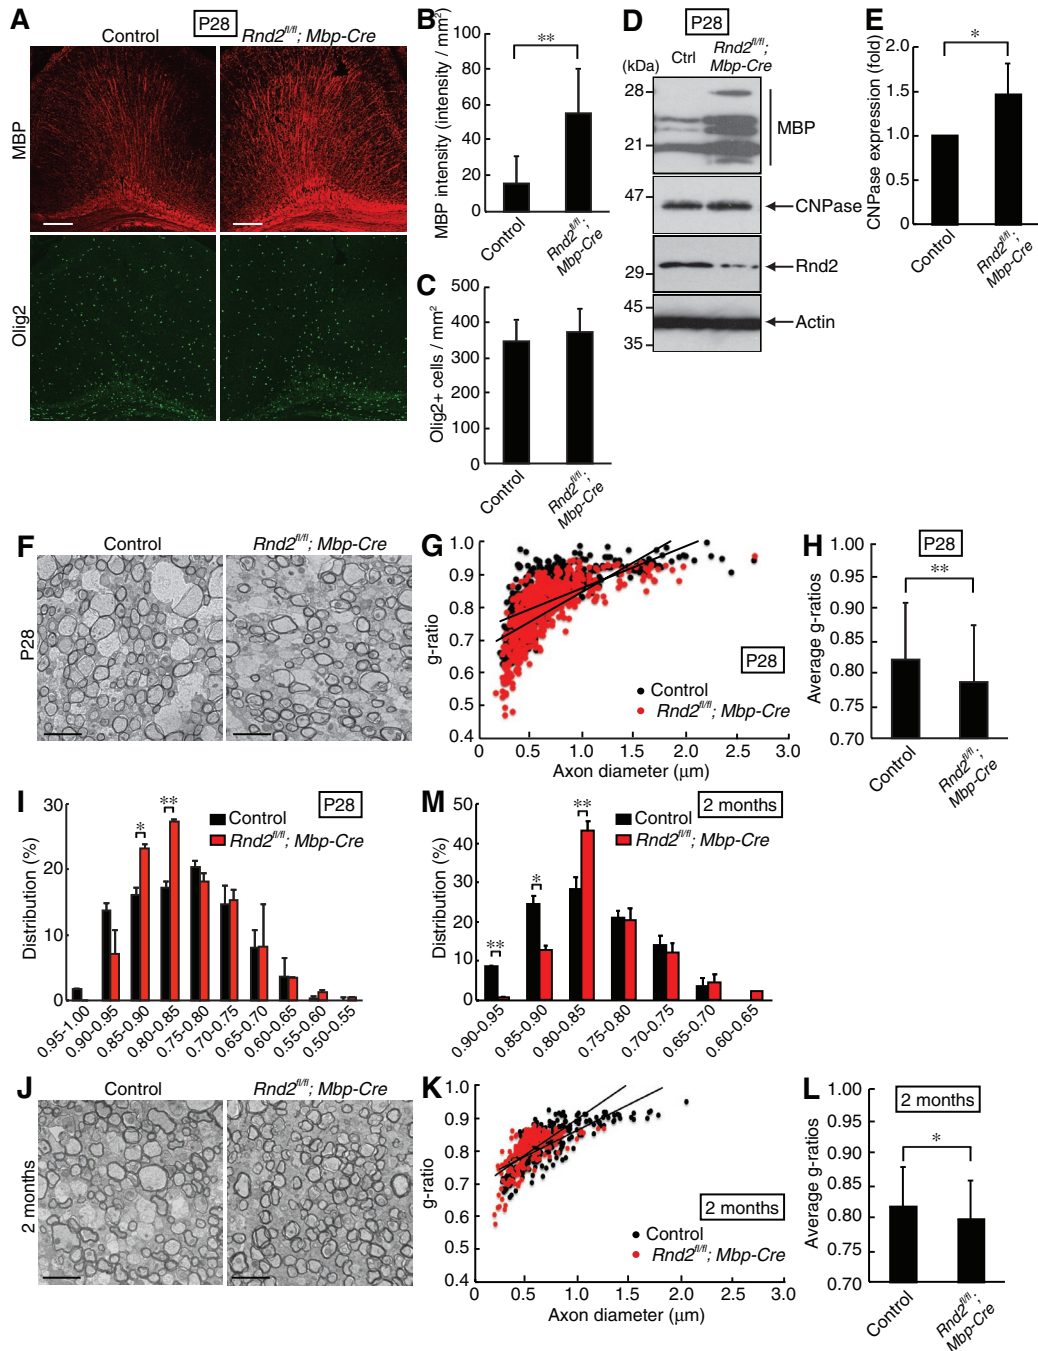 A
P28
Control
Rnd2fl/fl; Mbp-Cre
MBP
Olig2
B
MBP intensity (intensity / mm2)
100
80
60
40
20
0
**
Control
Rnd2fl/fl;
Mbp-Cre
C
Olig2+ cells / mm2
500
400
300
200
100
0
Control
Rnd2fl/fl;
Mbp-Cre
D
P28
(kDa)
Ctrl
Rnd2fl/fl;
Mbp-Cre
28
21
MBP
47
CNPase
29
Rnd2
45
35
Actin
E
CNPase expression (fold)
2.0
1.5
1.0
0.5
0
*
Control
Rnd2fl/fl;
Mbp-Cre
F
Control
Rnd2fl/fl; Mbp-Cre
P28
G
g-ratio
1.0
0.9
0.8
0.7
0.6
0.5
0.4
0 0.5 1.0 1.5 2.0 2.5 3.0
Axon diameter (μm)
P28
Control
Rnd2fl/fl; Mbp-Cre
H
P28
Average g-ratios
1.00
0.95
0.90
0.85
0.80
0.75
0.70
**
Control
Rnd2fl/fl;
Mbp-Cre
I
P28
Distribution (%)
30
20
10
0
* **
Control
Rnd2fl/fl; Mbp-Cre
0.95-1.00
0.90-0.95
0.85-0.90
0.80-0.85
0.75-0.80
0.70-0.75
0.65-0.70
0.60-0.65
0.55-0.60
0.50-0.55
M
2 months
Distribution (%)
50
40
30
20
10
0
** * **
Control
Rnd2fl/fl; Mbp-Cre
0.90-0.95
0.85-0.90
0.80-0.85
0.75-0.80
0.70-0.75
0.65-0.70
0.60-0.65
J
Control
Rnd2fl/fl; Mbp-Cre
2 months
K
g-ratio
1.0
0.9
0.8
0.7
0.6
0.5
0.4
0 0.5 1.0 1.5 2.0 2.5 3.0
Axon diameter (μm)
2 months
Control
Rnd2fl/fl; Mbp-Cre
L
2 months
Average g-ratios
1.00
0.95
0.90
0.85
0.80
0.75
0.70
*
Control
Rnd2fl/fl;
Mbp-Cre